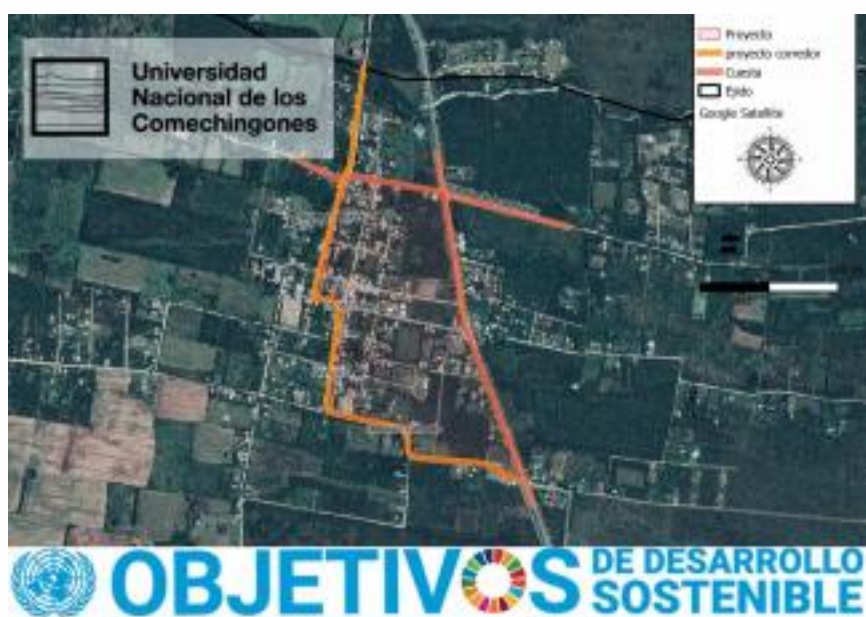 Universidad
Nacional de los
Comechingones
Proyecto
proyecto corredor
Cuesta
Ejido
Google Satellite
OBJETIVOS
DE DESARROLLO
SOSTENIBLE